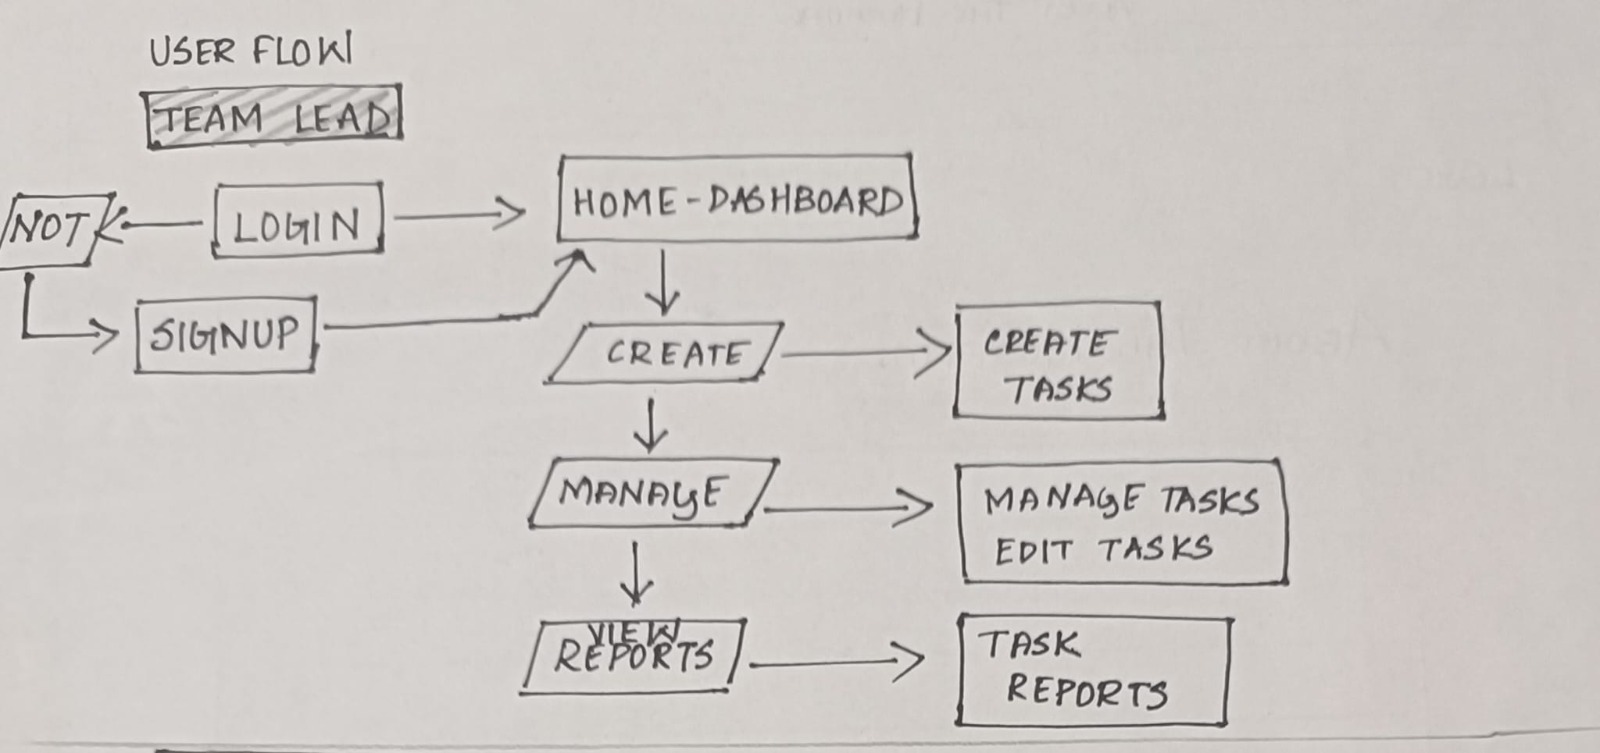 USER FLOW
TEAM LEAD
NOT
LOGIN
HOME-DASHBOARD
SIGNUP
CREATE
CREATE
TASKS
MANAGE
MANAGE TASKS
EDIT TASKS
VIEW
REPORTS
TASK
REPORTS